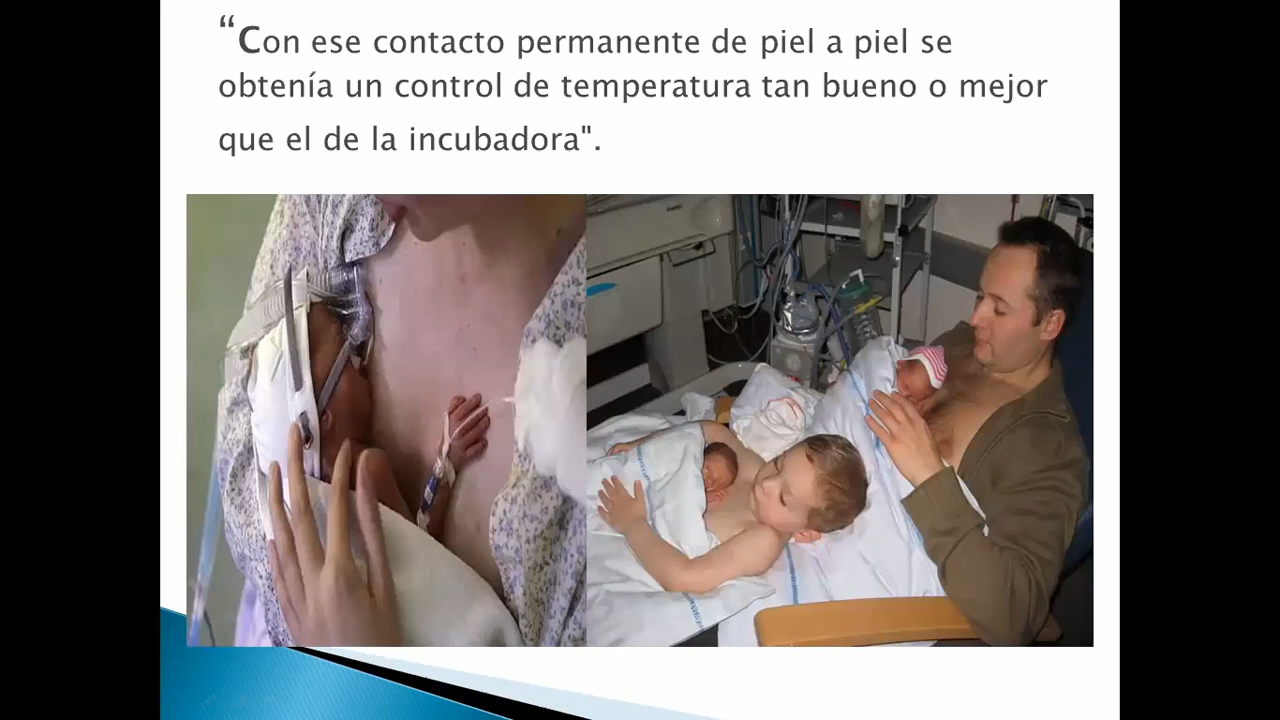 “Con ese contacto permanente de piel a piel se
obtenía un control de temperatura tan bueno o mejor
que el de la incubadora".